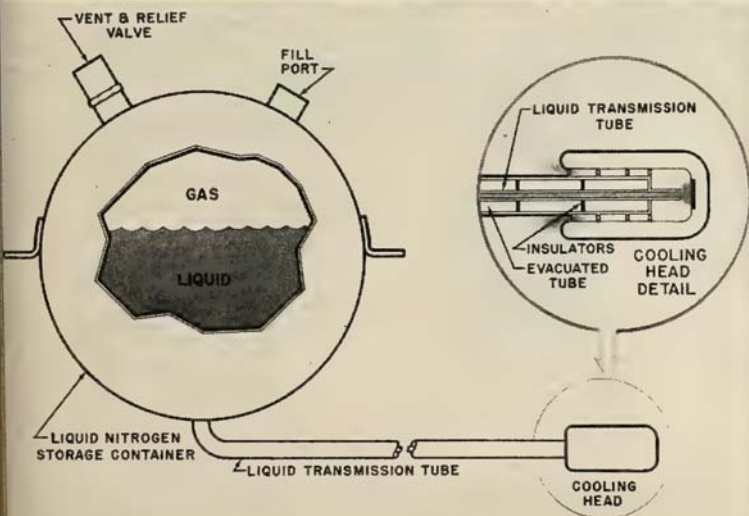 VENT & RELIEF
VALVE
FILL
PORT
LIQUID TRANSMISSION
TUBE
GAS
LIQUID
INSULATORS
EVACUATED
TUBE
COOLING
HEAD
DETAIL
LIQUID NITROGEN
STORAGE CONTAINER
LIQUID TRANSMISSION TUBE
COOLING
HEAD